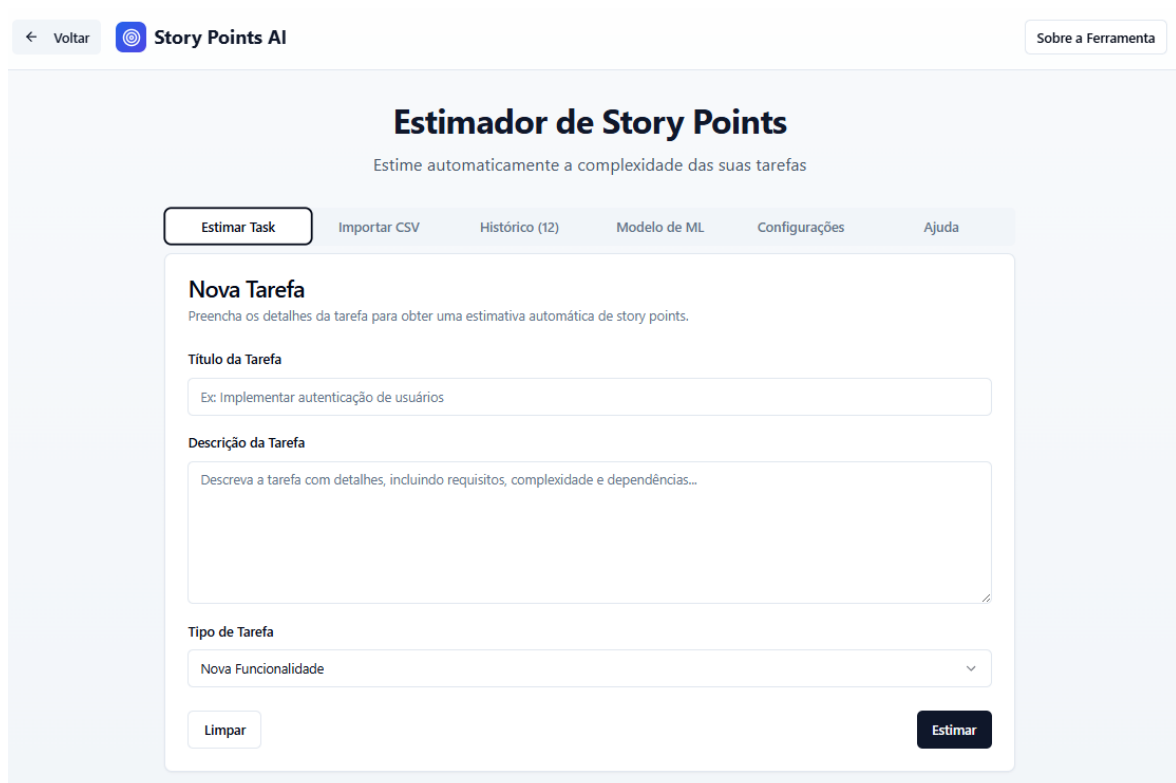 Voltar
Story Points AI
Sobre a Ferramenta
Estimador de Story Points
Estime automaticamente a complexidade das suas tarefas
Estimar Task
Importar CSV
Histórico (12)
Modelo de ML
Configurações
Ajuda
Nova Tarefa
Preencha os detalhes da tarefa para obter uma estimativa automática de story points.
Título da Tarefa
Ex: Implementar autenticação de usuários
Descrição da Tarefa
Descreva a tarefa com detalhes, incluindo requisitos, complexidade e dependências...
Tipo de Tarefa
Nova Funcionalidade
Limpar
Estimar